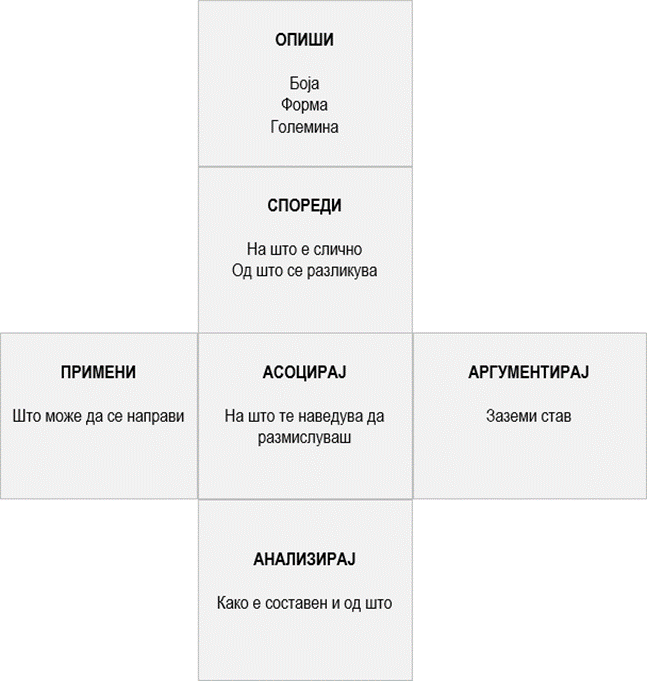 ОПИШИ
Боја
Форма
Големина
СПОРЕДИ
На што е слично
Од што се разликува
ПРИМЕНИ
Што може да се направи
АСОЦИРАЈ
На што те наведува да
размислуваш
АРГУМЕНТИРАЈ
Заземи став
АНАЛИЗИРАЈ
Како е составен и од што